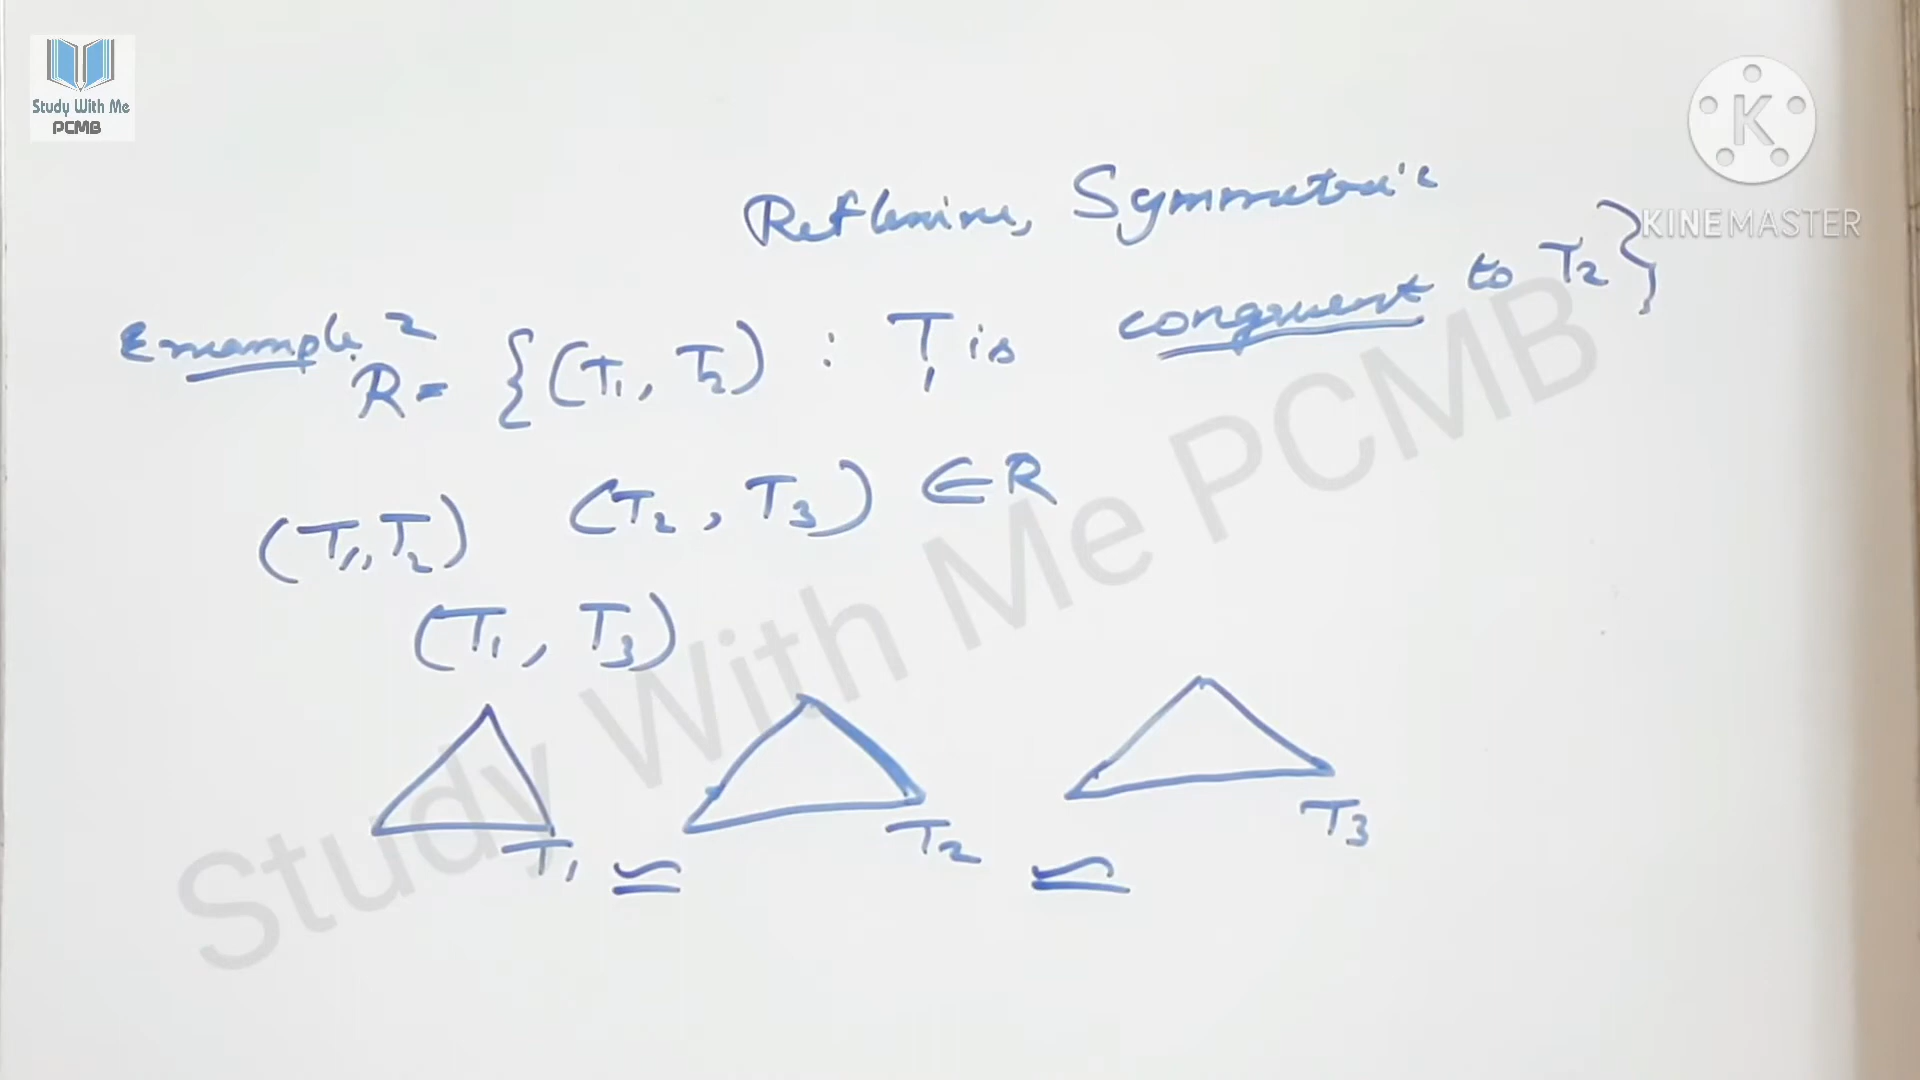 Study With Me
PCMB
K
KINEMASTER
Reflexive, Symmetric
Example 2
R = {(T1, T2) : T1 is congruent to T2}
(T1, T2) (T2, T3) ∈ R
(T1, T3)
T1 ≅ T2 ≅ T3
Study With Me PCMB